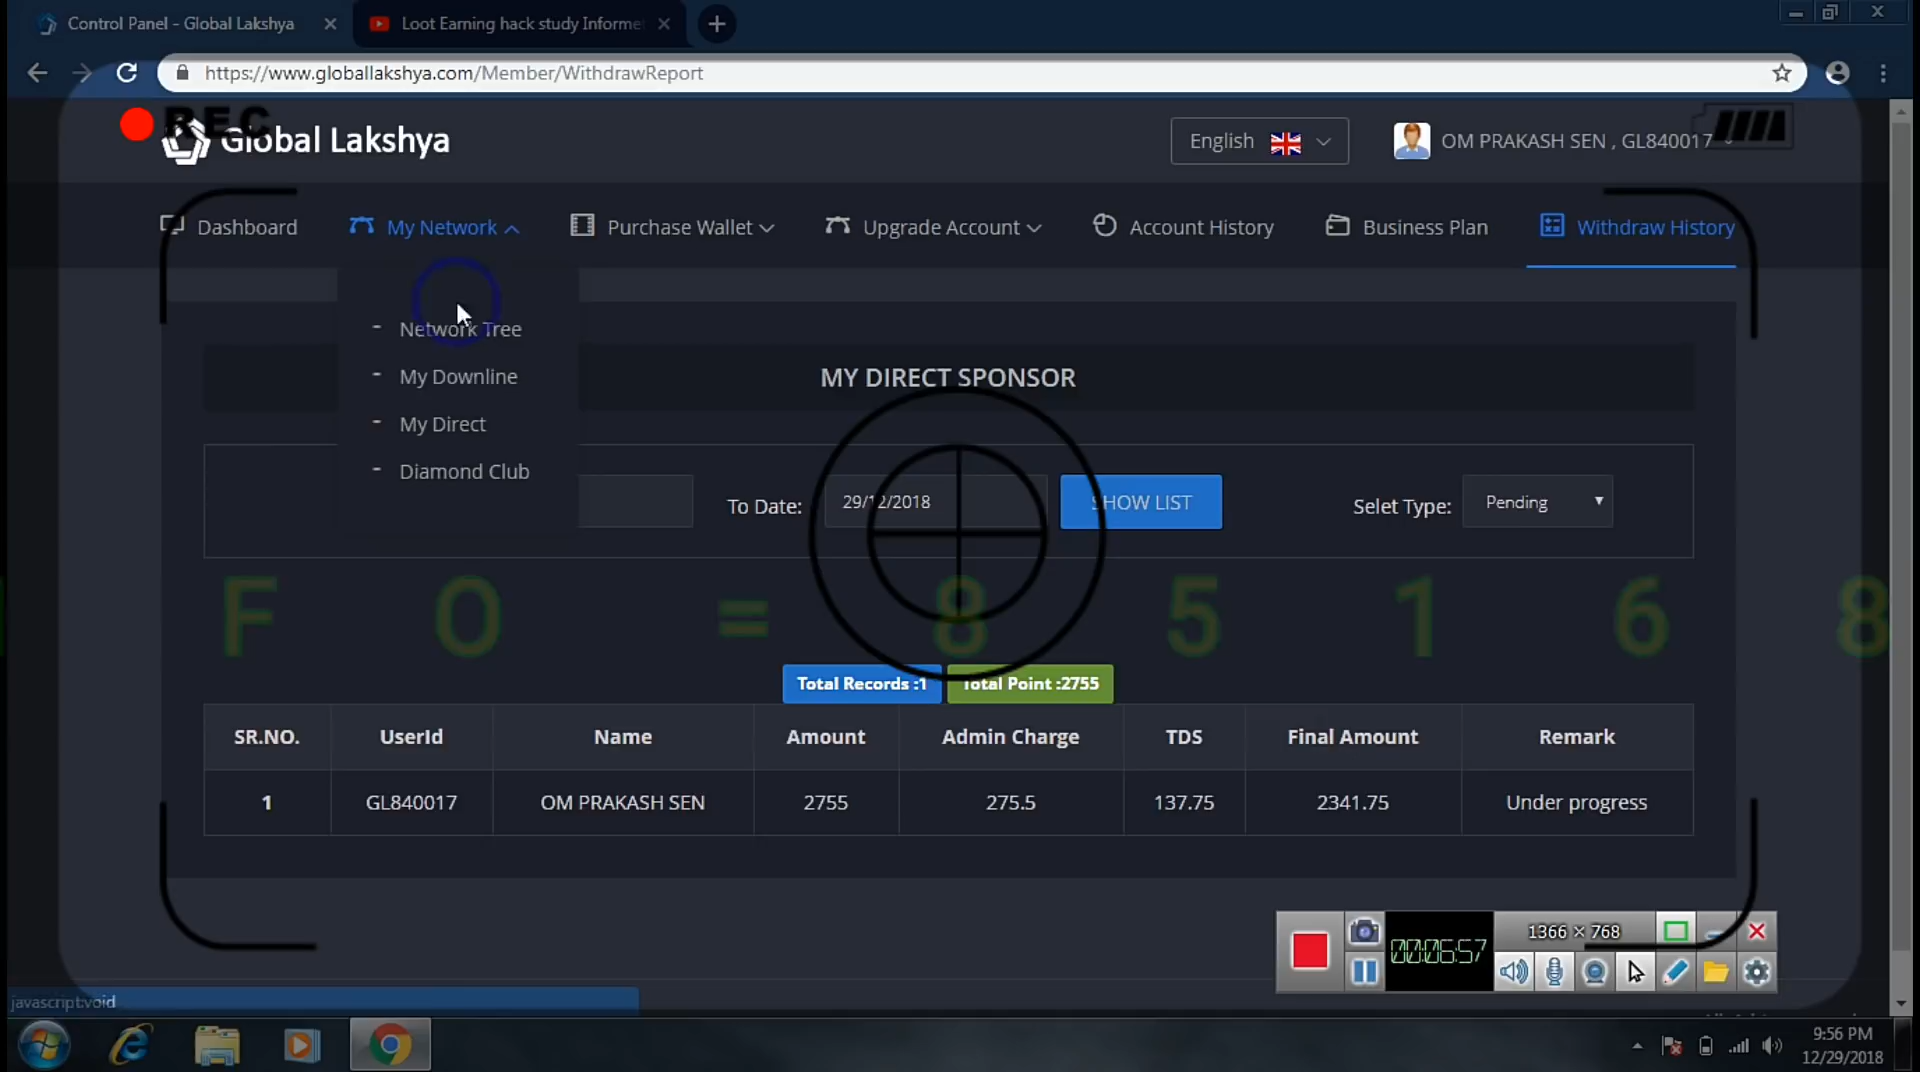 Control Panel - Global Lakshya
Loot Earning hack study Informe
https://www.globallakshya.com/Member/WithdrawReport
REC
Global Lakshya
English
OM PRAKASH SEN , GL840017
Dashboard
My Network
Purchase Wallet
Upgrade Account
Account History
Business Plan
Withdraw History
- Network Tree
- My Downline
- My Direct
- Diamond Club
MY DIRECT SPONSOR
To Date:
29/12/2018
SHOW LIST
Selet Type:
Pending
F O = 8 5 1 6 8
Total Records :1
Total Point :2755
SR.NO. UserId Name Amount Admin Charge TDS Final Amount Remark
1 GL840017 OM PRAKASH SEN 2755 275.5 137.75 2341.75 Under progress
1366 × 768
00:06:57
javascript:void
9:56 PM
12/29/2018